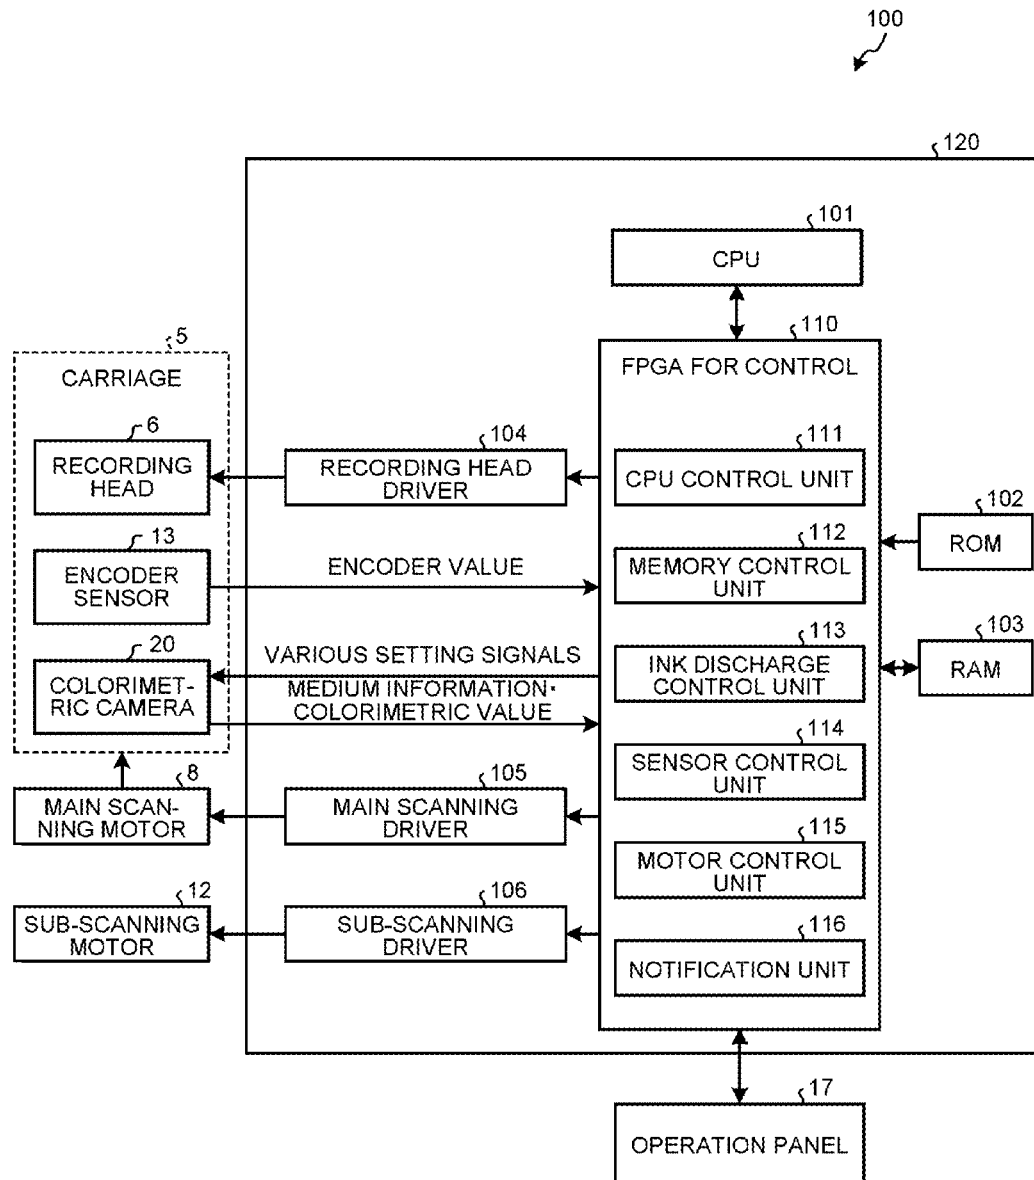 100
120
101
CPU
110
FPGA FOR CONTROL
5
CARRIAGE
6
RECORDING
HEAD
104
RECORDING HEAD
DRIVER
111
CPU CONTROL UNIT
102
ROM
13
ENCODER
SENSOR
ENCODER VALUE
112
MEMORY CONTROL
UNIT
103
RAM
20
COLORIMET-
RIC CAMERA
VARIOUS SETTING SIGNALS
MEDIUM INFORMATION·
COLORIMETRIC VALUE
113
INK DISCHARGE
CONTROL UNIT
114
SENSOR CONTROL
UNIT
8
MAIN SCAN-
NING MOTOR
105
MAIN SCANNING
DRIVER
115
MOTOR CONTROL
UNIT
12
SUB-SCANNING
MOTOR
106
SUB-SCANNING
DRIVER
116
NOTIFICATION UNIT
17
OPERATION PANEL